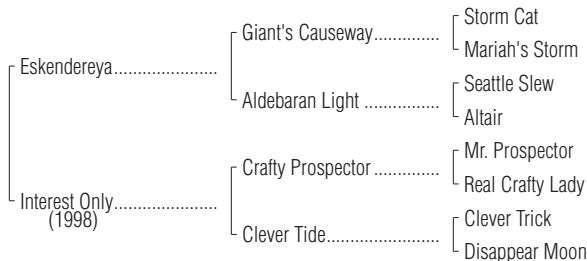 Storm Cat
Giant's Causeway..............
Mariah's Storm
Eskendereya......................
Seattle Slew
Aldebaran Light ................
Altair
Mr. Prospector
Crafty Prospector ..............
Real Crafty Lady
Interest Only......................
(1998)
Clever Trick
Clever Tide........................
Disappear Moon